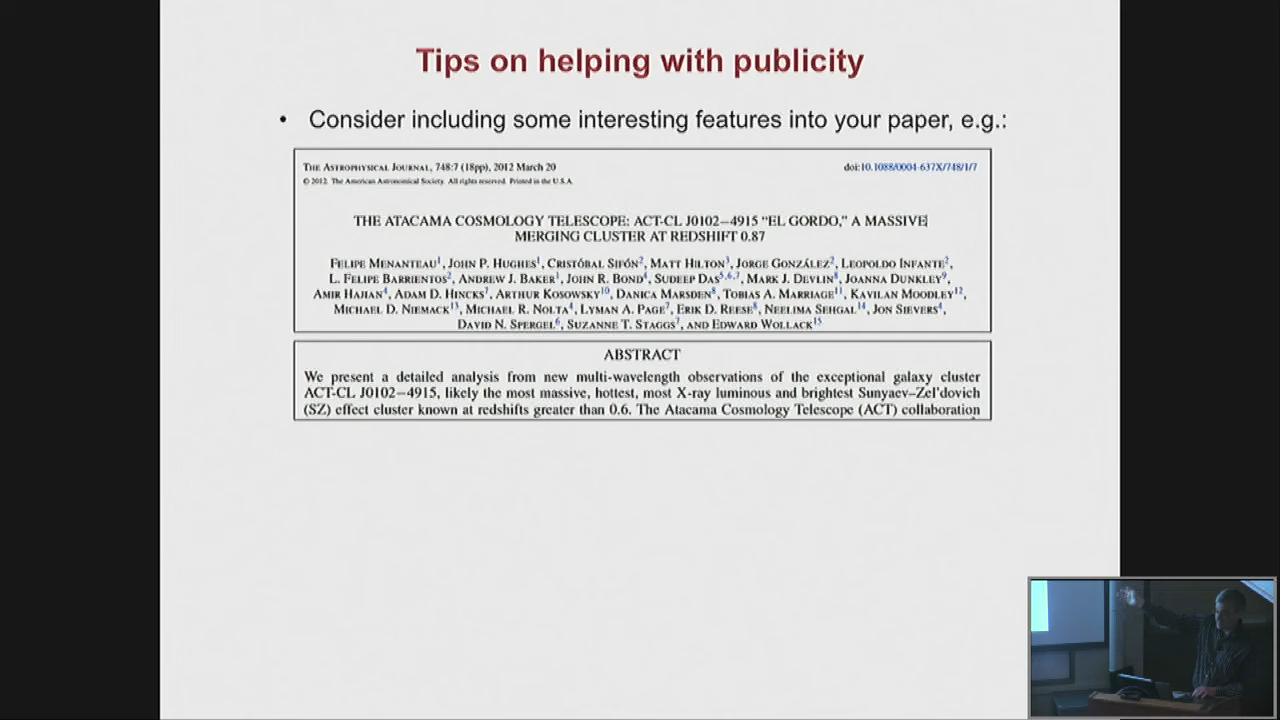 Tips on helping with publicity
• Consider including some interesting features into your paper, e.g.:
THE ASTROPHYSICAL JOURNAL, 748:7 (18pp), 2012 March 20 doi:10.1088/0004-637X/748/1/7
© 2012. The American Astronomical Society. All rights reserved. Printed in the U.S.A.
THE ATACAMA COSMOLOGY TELESCOPE: ACT-CL J0102−4915 “EL GORDO,” A MASSIVE
MERGING CLUSTER AT REDSHIFT 0.87
FELIPE MENANTEAU1, JOHN P. HUGHES1, CRISTÓBAL SIFÓN2, MATT HILTON3, JORGE GONZÁLEZ2, LEOPOLDO INFANTE2,
L. FELIPE BARRIENTOS2, ANDREW J. BAKER1, JOHN R. BOND4, SUDEEP DAS5,6,7, MARK J. DEVLIN8, JOANNA DUNKLEY9,
AMIR HAJIAN4, ADAM D. HINCKS7, ARTHUR KOSOWSKY10, DANICA MARSDEN8, TOBIAS A. MARRIAGE11, KAVILAN MOODLEY12,
MICHAEL D. NIEMACK13, MICHAEL R. NOLTA4, LYMAN A. PAGE7, ERIK D. REESE8, NEELIMA SEHGAL14, JON SIEVERS4,
DAVID N. SPERGEL6, SUZANNE T. STAGGS7, AND EDWARD WOLLACK15
ABSTRACT
We present a detailed analysis from new multi-wavelength observations of the exceptional galaxy cluster
ACT-CL J0102−4915, likely the most massive, hottest, most X-ray luminous and brightest Sunyaev–Zel’dovich
(SZ) effect cluster known at redshifts greater than 0.6. The Atacama Cosmology Telescope (ACT) collaboration